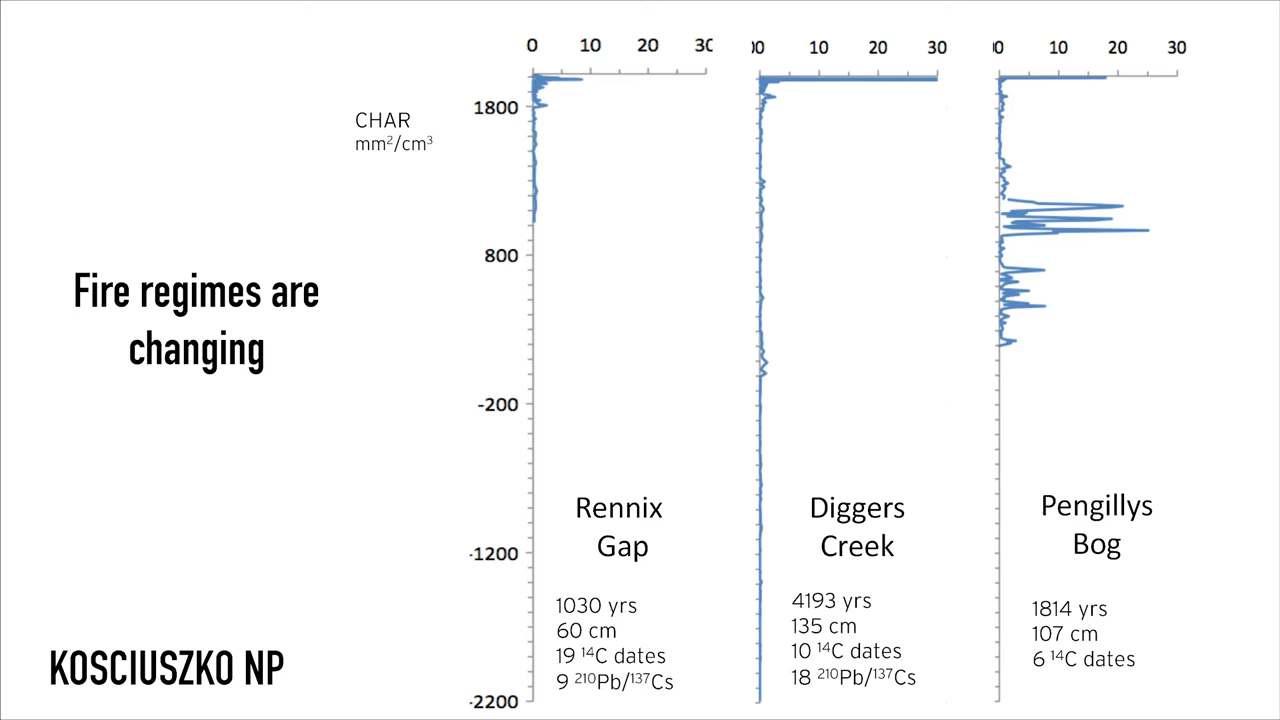 0 10 20 30
00 10 20 30
00 10 20 30
CHAR
mm²/cm³
1800
800
-200
-1200
-2200
Fire regimes are
changing
KOSCIUSZKO NP
Rennix
Gap
1030 yrs
60 cm
19 ¹⁴C dates
9 ²¹⁰Pb/¹³⁷Cs
Diggers
Creek
4193 yrs
135 cm
10 ¹⁴C dates
18 ²¹⁰Pb/¹³⁷Cs
Pengillys
Bog
1814 yrs
107 cm
6 ¹⁴C dates